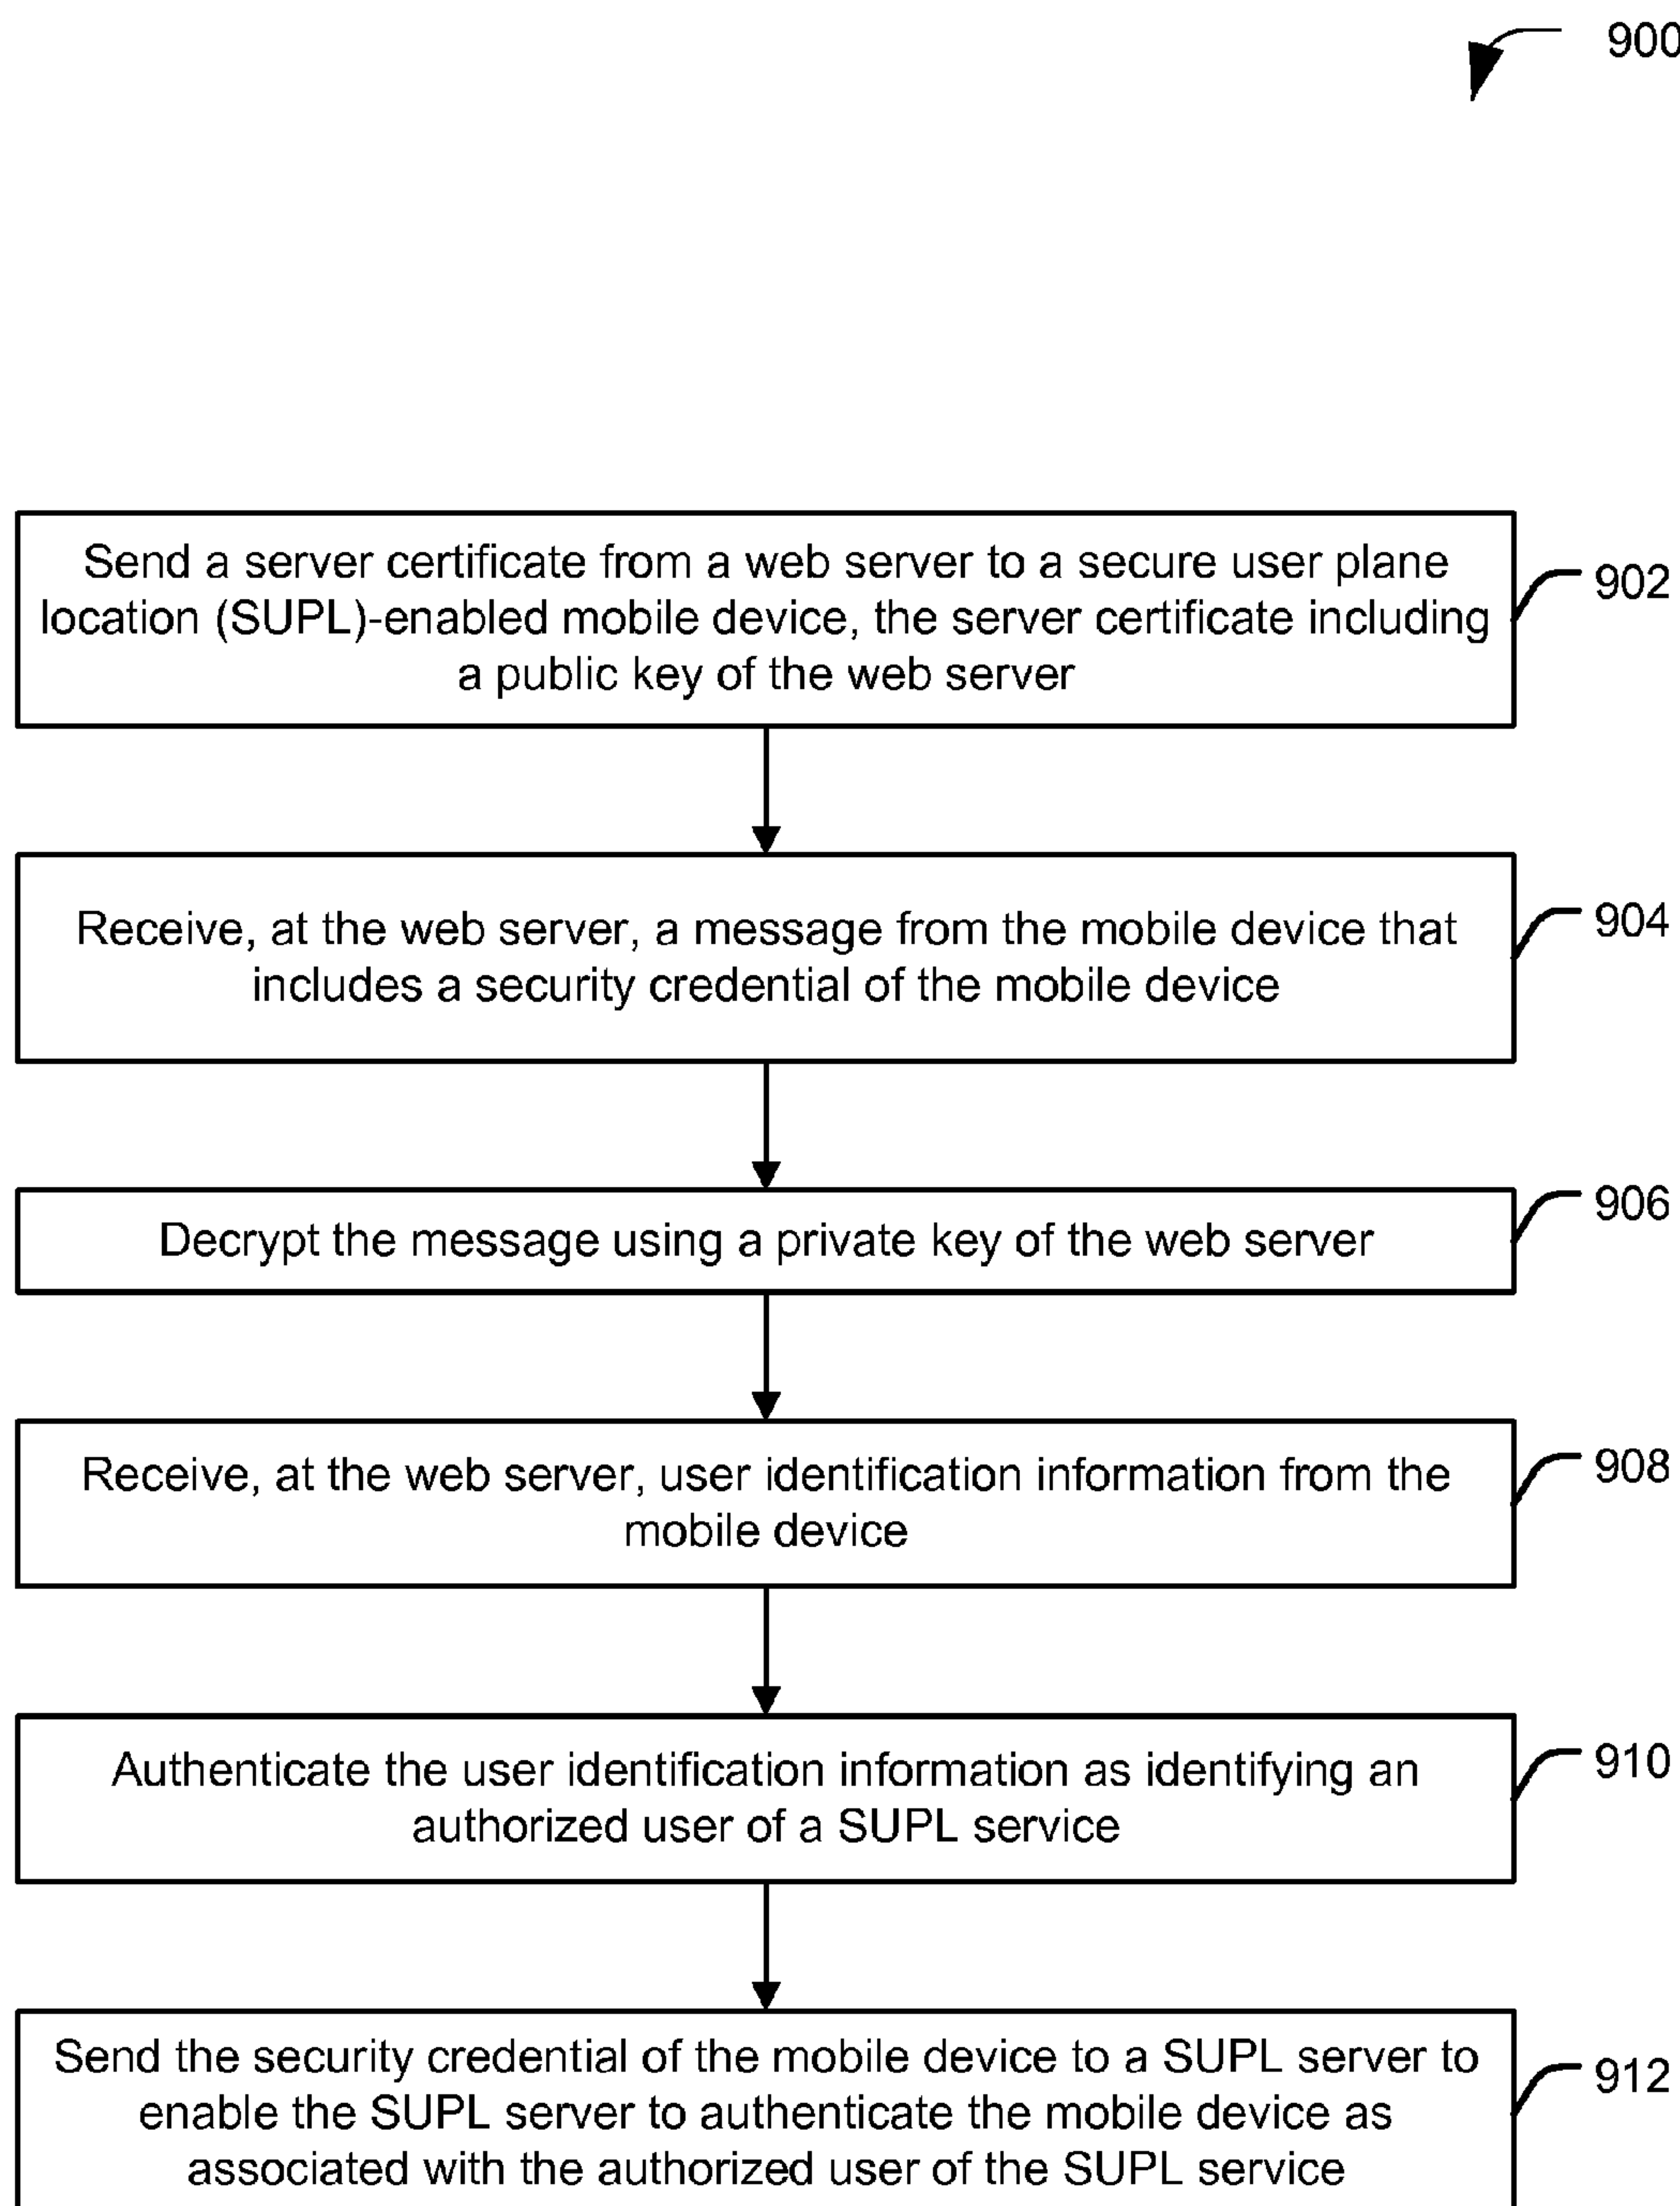 900
Send a server certificate from a web server to a secure user plane
location (SUPL)-enabled mobile device, the server certificate including
a public key of the web server
902
Receive, at the web server, a message from the mobile device that
includes a security credential of the mobile device
904
Decrypt the message using a private key of the web server
906
Receive, at the web server, user identification information from the
mobile device
908
Authenticate the user identification information as identifying an
authorized user of a SUPL service
910
Send the security credential of the mobile device to a SUPL server to
enable the SUPL server to authenticate the mobile device as
associated with the authorized user of the SUPL service
912